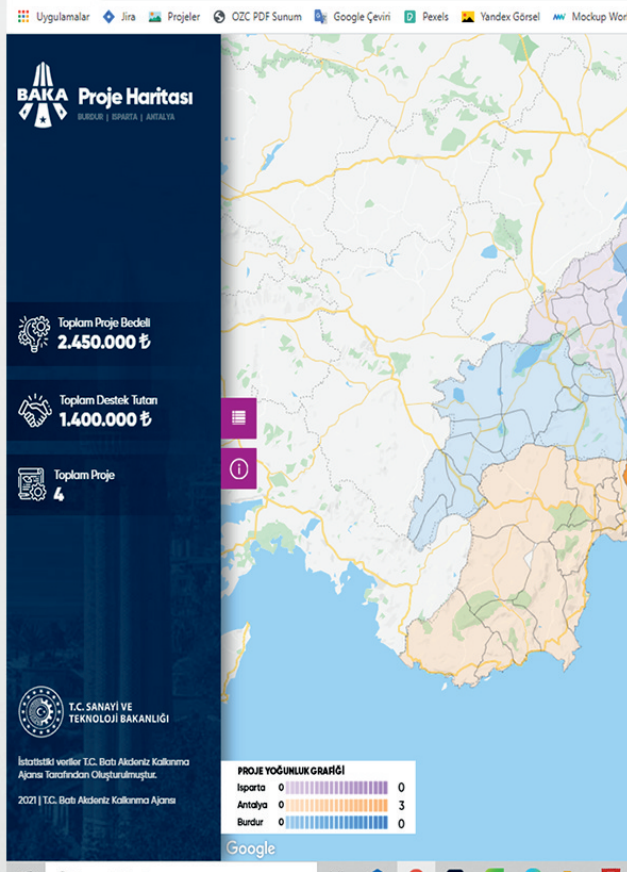 Uygulamalar Jira Projeler OZC PDF Sunum Google Çeviri Pexels Yandex Görsel Mockup Wor
BAKA Proje Haritası
BURDUR | ISPARTA | ANTALYA
Toplam Proje Bedeli
2.450.000 ₺
Toplam Destek Tutarı
1.400.000 ₺
Toplam Proje
4
T.C. SANAYİ VE
TEKNOLOJİ BAKANLIĞI
İstatistiki veriler T.C. Batı Akdeniz Kalkınma
Ajansı Tarafından Oluşturulmuştur.
2021 | T.C. Batı Akdeniz Kalkınma Ajansı
PROJE YOĞUNLUK GRAFİĞİ
Isparta 0 0
Antalya 0 3
Burdur 0 0
Google